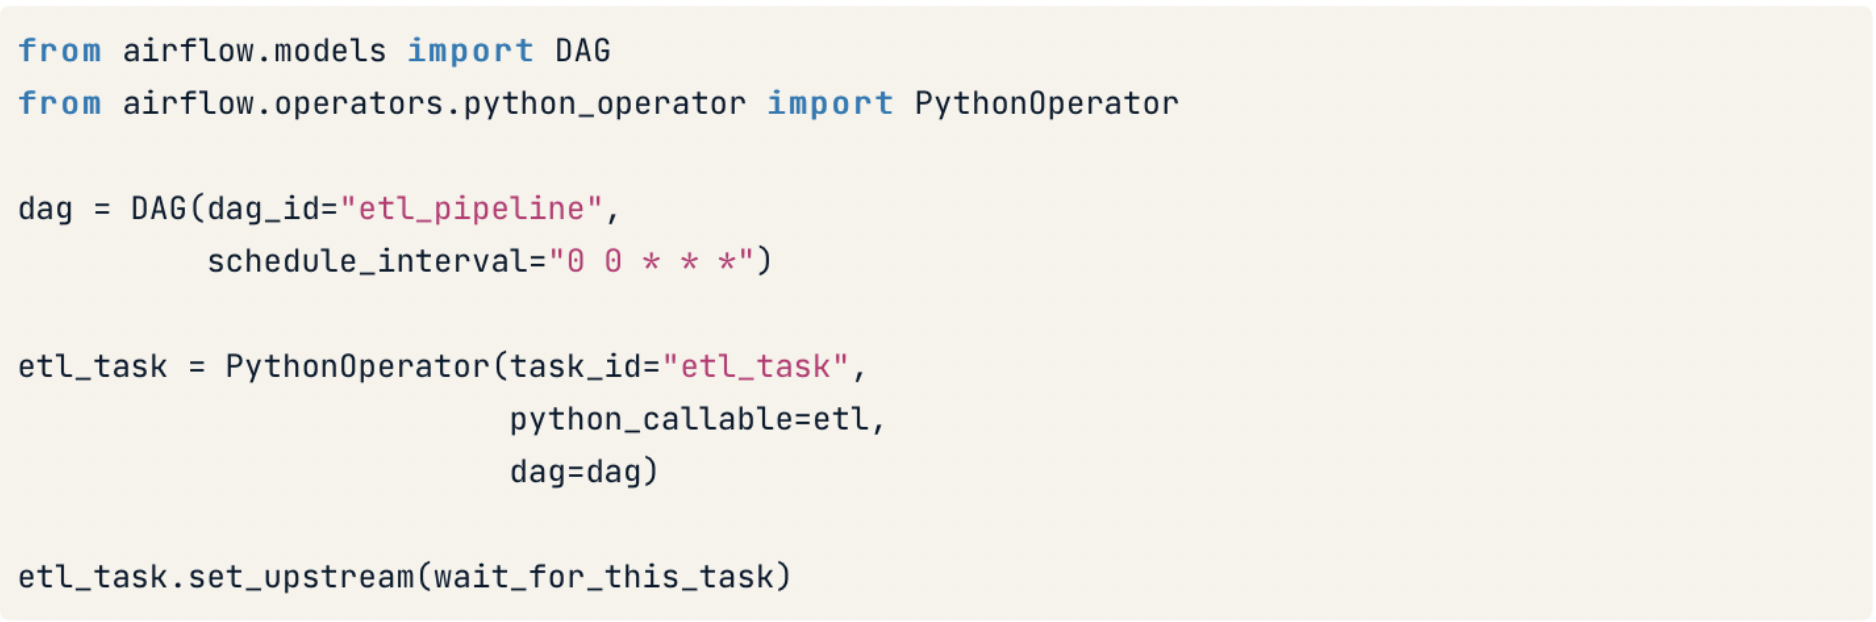 from airflow.models import DAG
from airflow.operators.python_operator import PythonOperator
dag = DAG(dag_id="etl_pipeline",
          schedule_interval="0 0 * * *")
etl_task = PythonOperator(task_id="etl_task",
                          python_callable=etl,
                          dag=dag)
etl_task.set_upstream(wait_for_this_task)